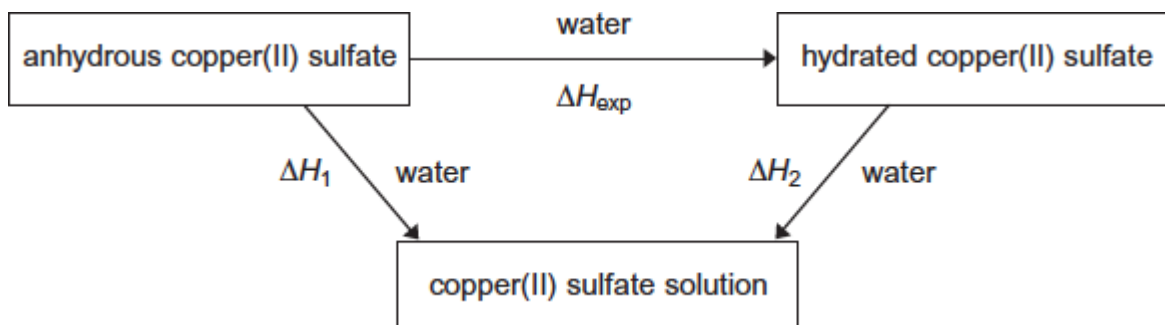 water
anhydrous copper(II) sulfate
hydrated copper(II) sulfate
ΔHexp
ΔH1
water
ΔH2
water
copper(II) sulfate solution